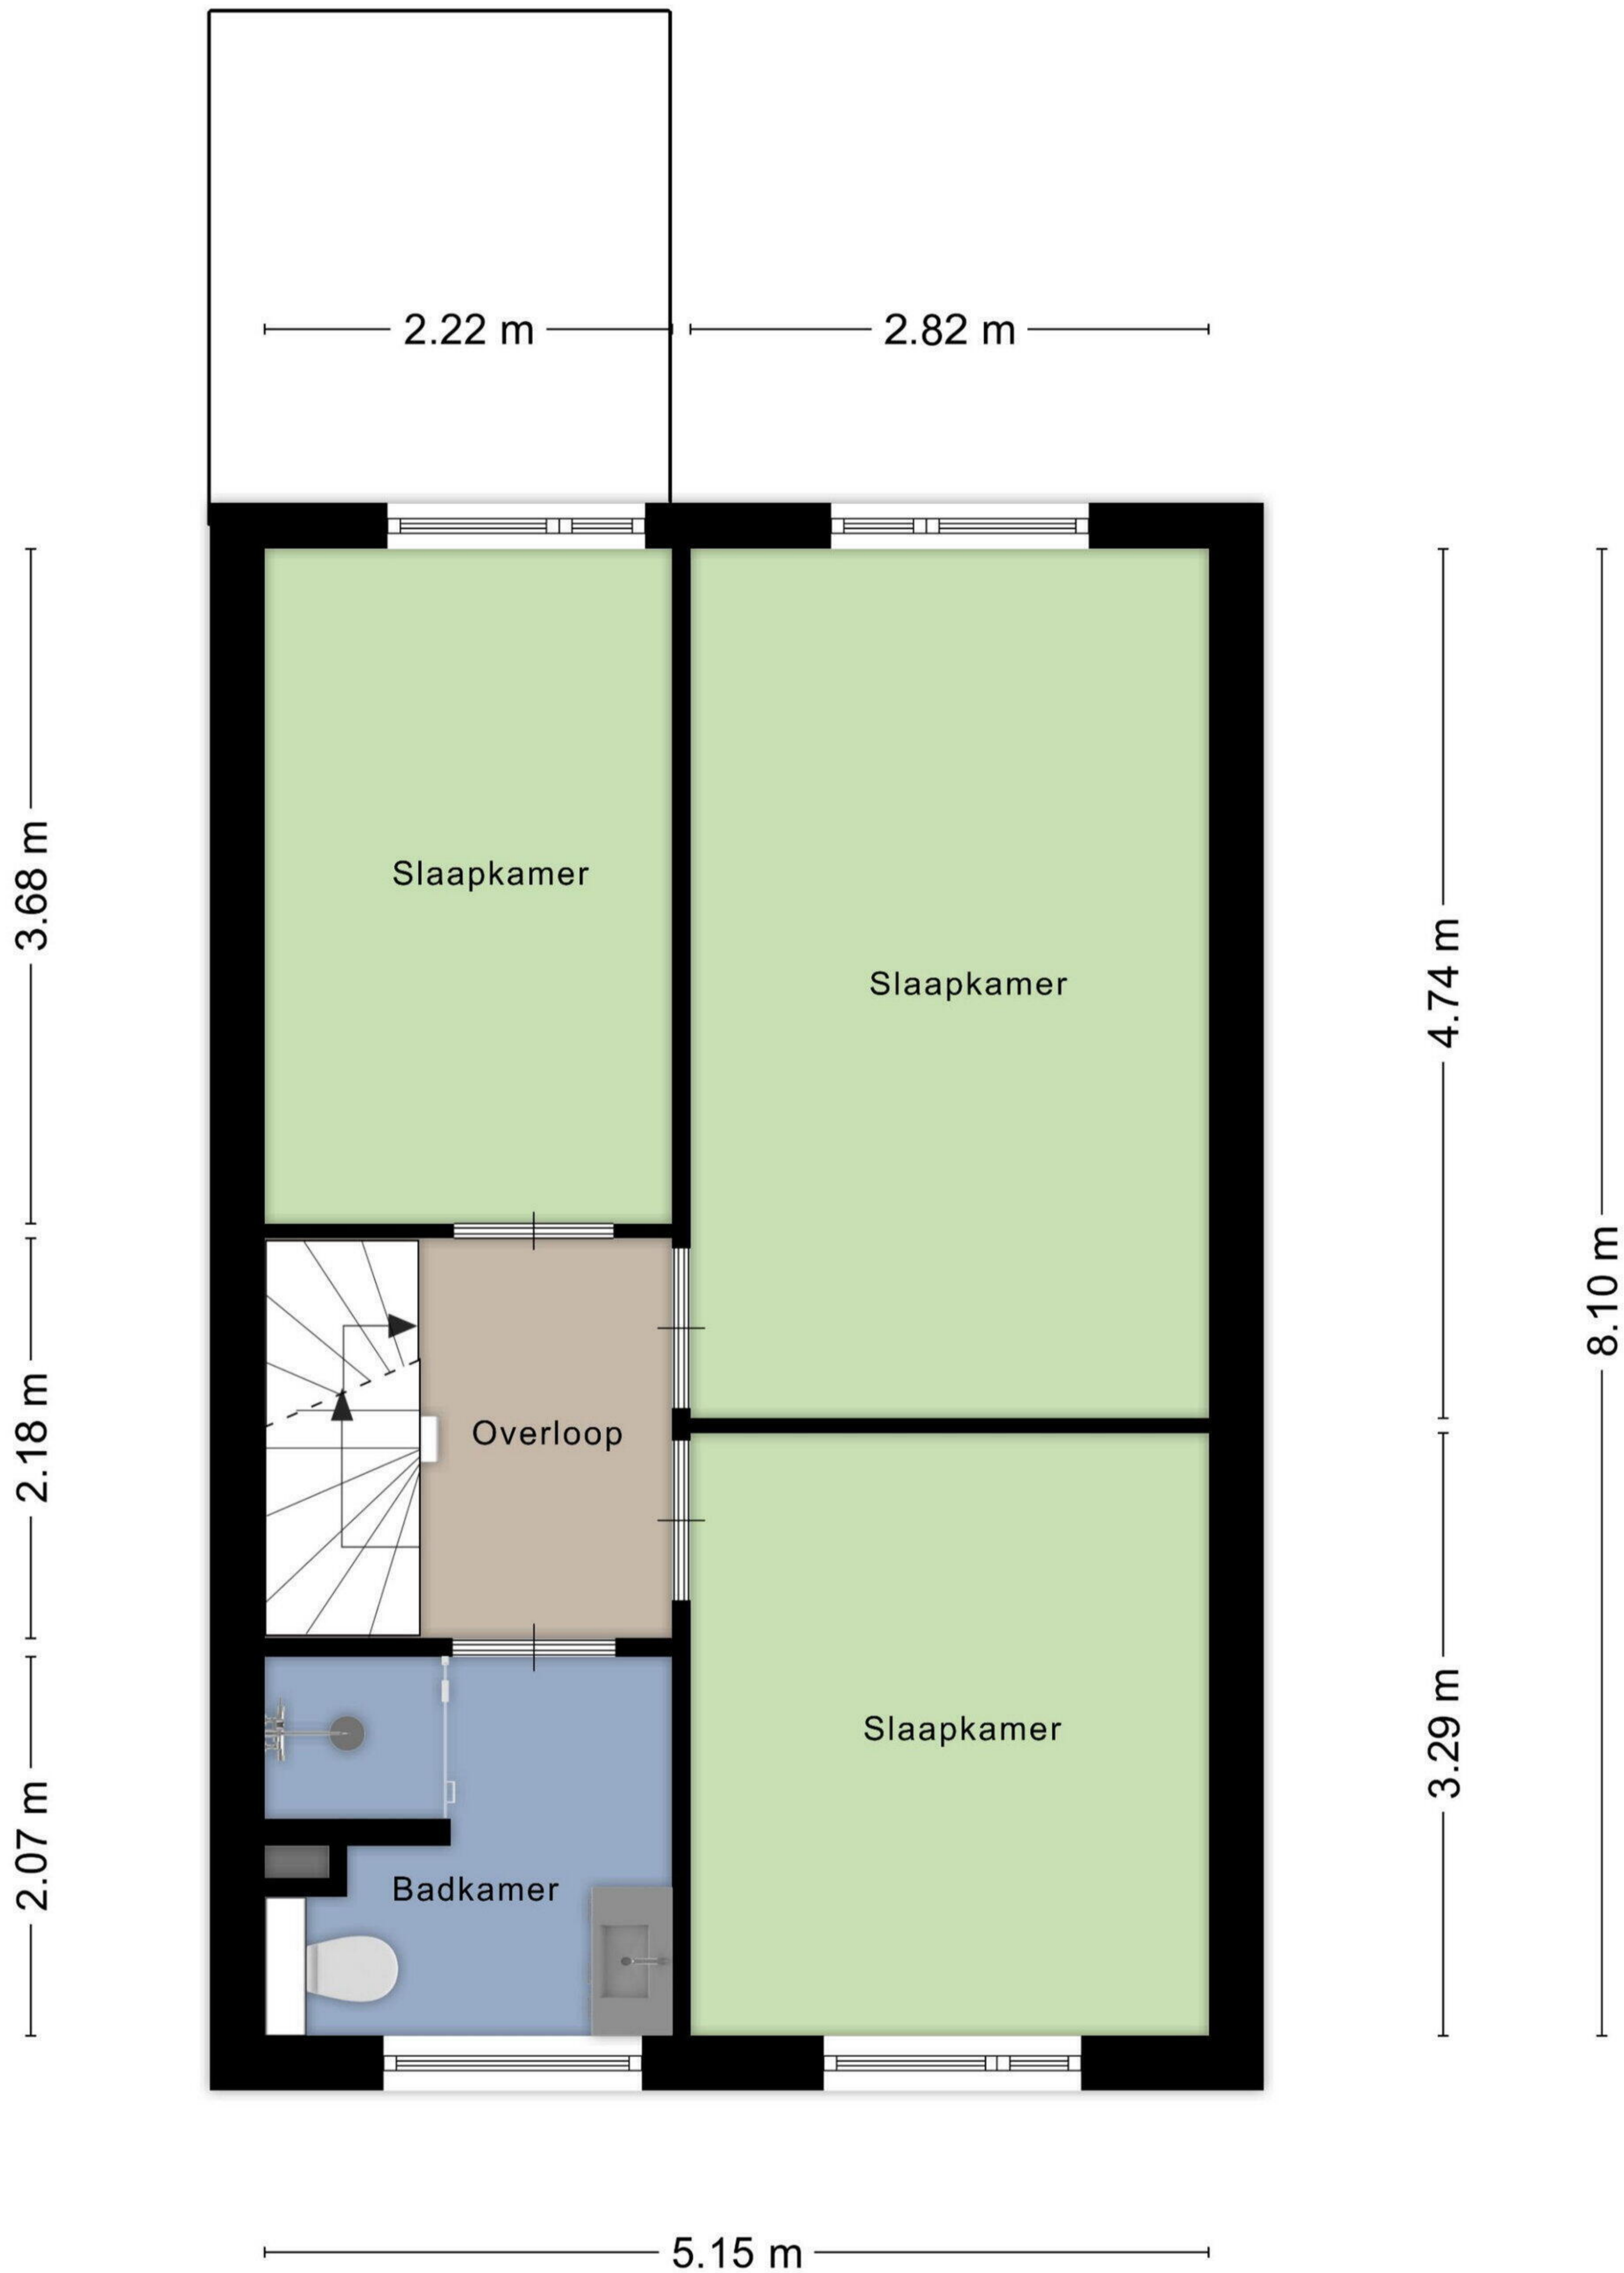 2.22 m
2.82 m
3.68 m
Slaapkamer
Slaapkamer
4.74 m
8.10 m
2.18 m
Overloop
Slaapkamer
3.29 m
2.07 m
Badkamer
5.15 m